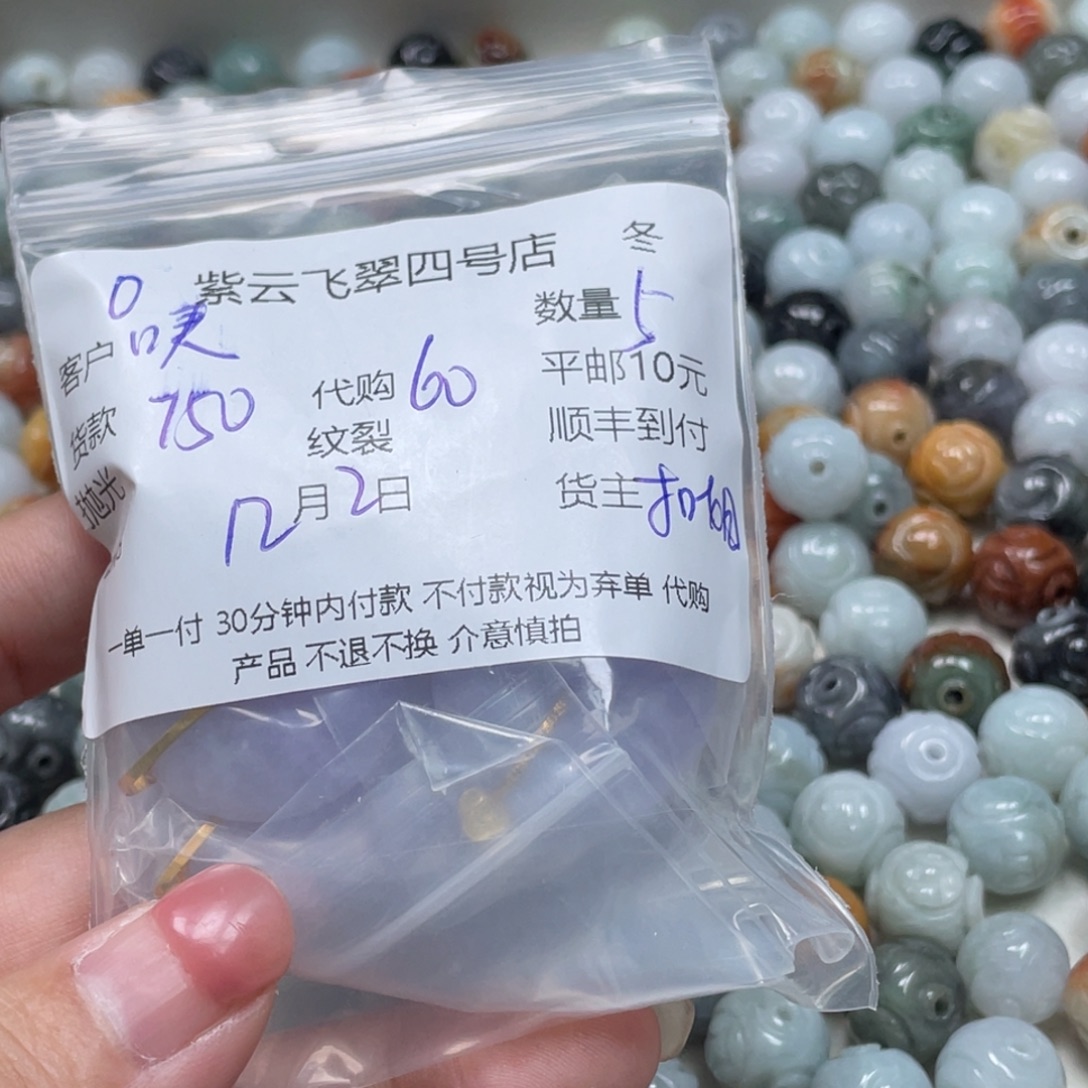 紫云飞翠四号店 冬
客户 数量 5
货款 750 代购 60 平邮10元
抛光 纹裂 顺丰到付
12月2日 货主
一单一付 30分钟内付款 不付款视为弃单 代购
产品 不退不换 介意慎拍